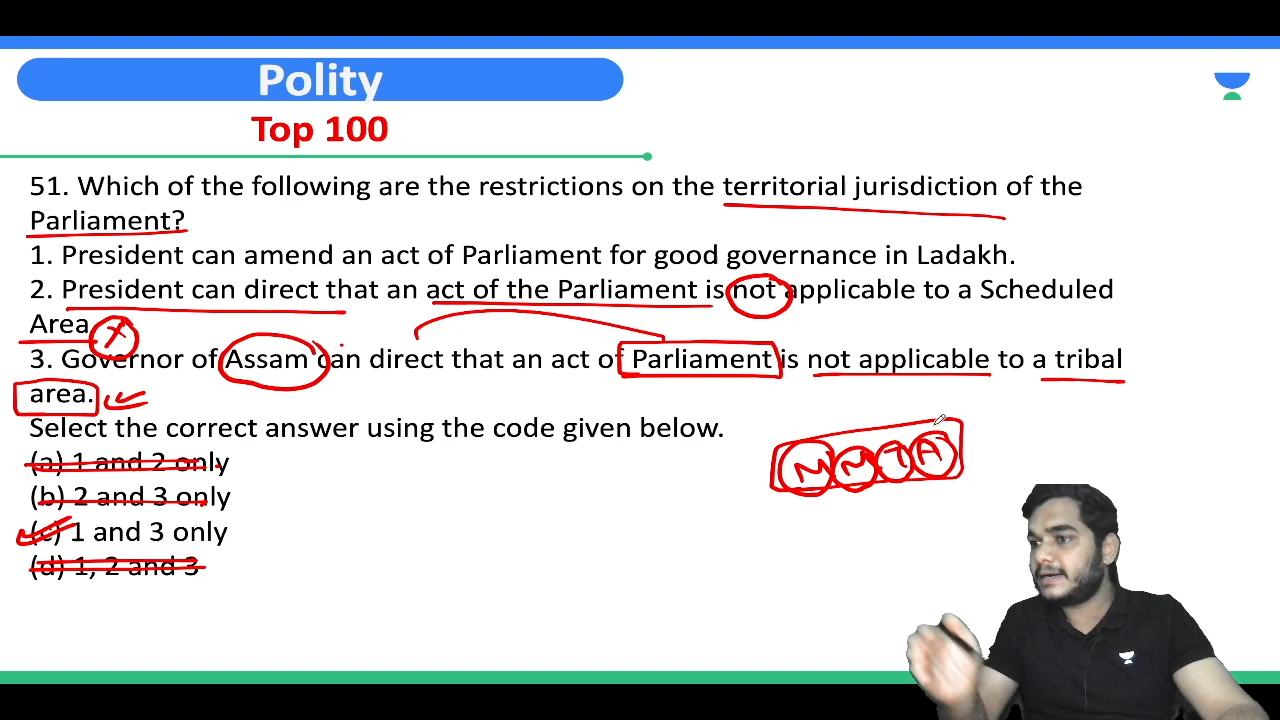 Polity
Top 100
51. Which of the following are the restrictions on the territorial jurisdiction of the
Parliament?
1. President can amend an act of Parliament for good governance in Ladakh.
2. President can direct that an act of the Parliament is not applicable to a Scheduled
Area.
3. Governor of Assam can direct that an act of Parliament is not applicable to a tribal
area.
Select the correct answer using the code given below.
M M T A
(a) 1 and 2 only
(b) 2 and 3 only
(c) 1 and 3 only
(d) 1, 2 and 3